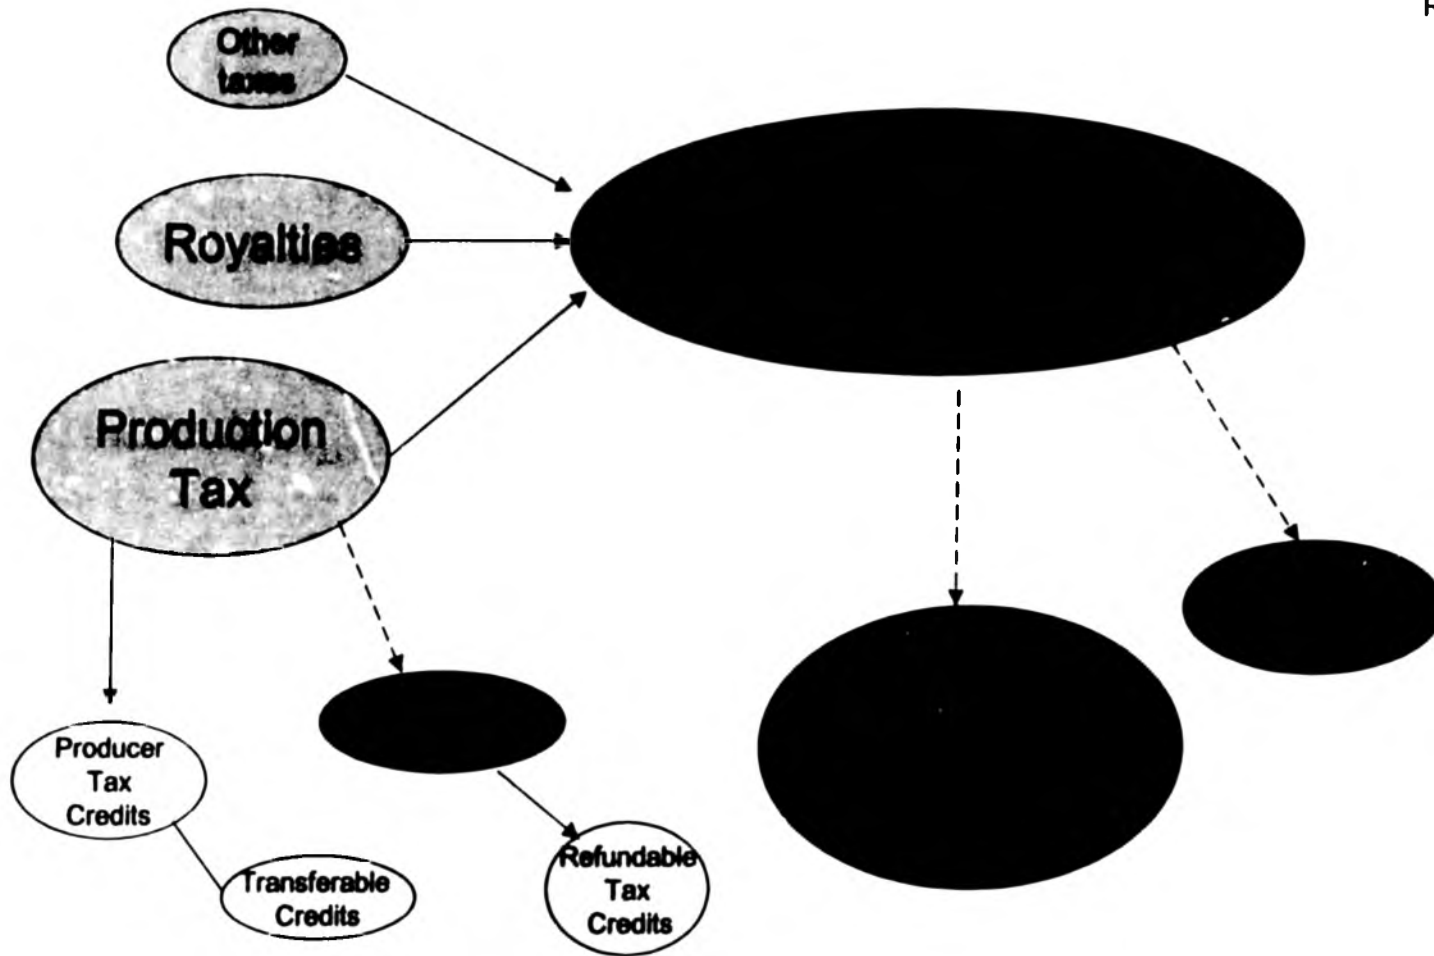 Other
taxes
Royalties
Production
Tax
Producer
Tax
Credits
Transferable
Credits
Refundable
Tax
Credits